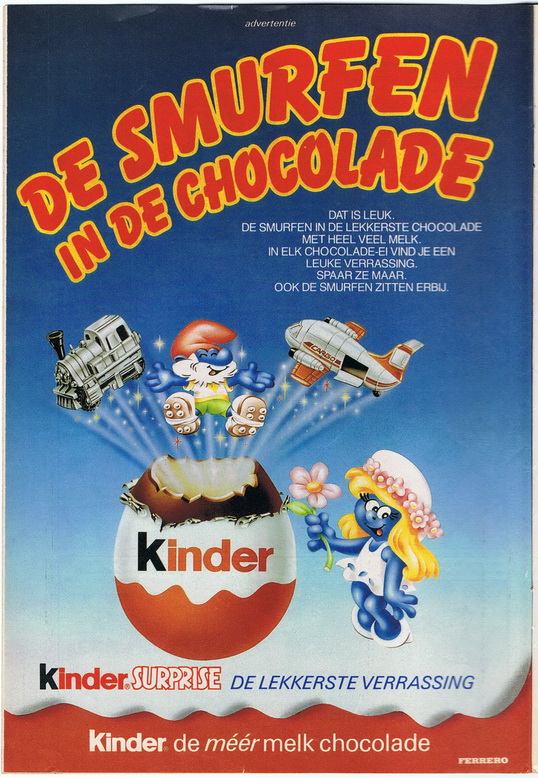 advertentie
DE SMURFEN
IN DE CHOCOLADE
DAT IS LEUK.
DE SMURFEN IN DE LEKKERSTE CHOCOLADE
MET HEEL VEEL MELK.
IN ELK CHOCOLADE-EI VIND JE EEN
LEUKE VERRASSING.
SPAAR ZE MAAR.
OOK DE SMURFEN ZITTEN ERBIJ.
CARGO
Kinder
Kinder® SURPRISE DE LEKKERSTE VERRASSING
Kinder® de méér melk chocolade
FERRERO